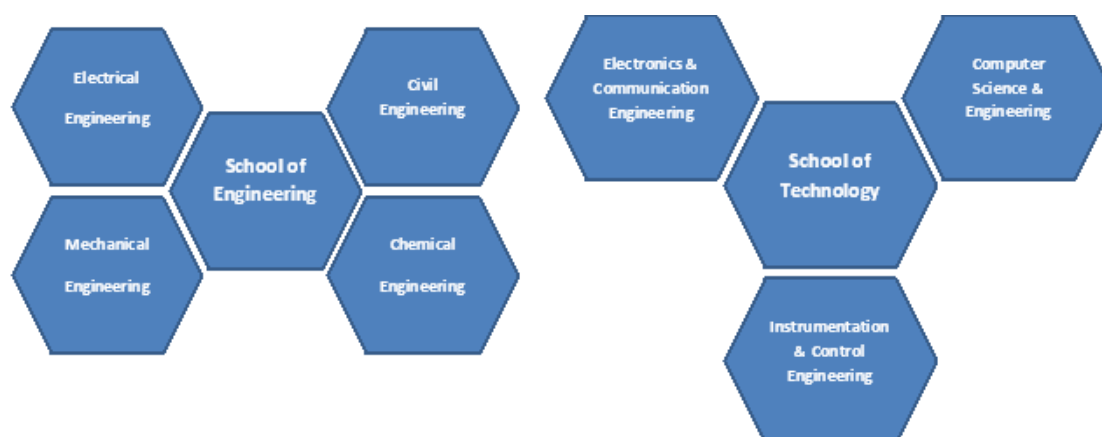 Electrical
Engineering
Civil
Engineering
School of
Engineering
Mechanical
Engineering
Chemical
Engineering
Electronics &
Communication
Engineering
Computer
Science &
Engineering
School of
Technology
Instrumentation
& Control
Engineering